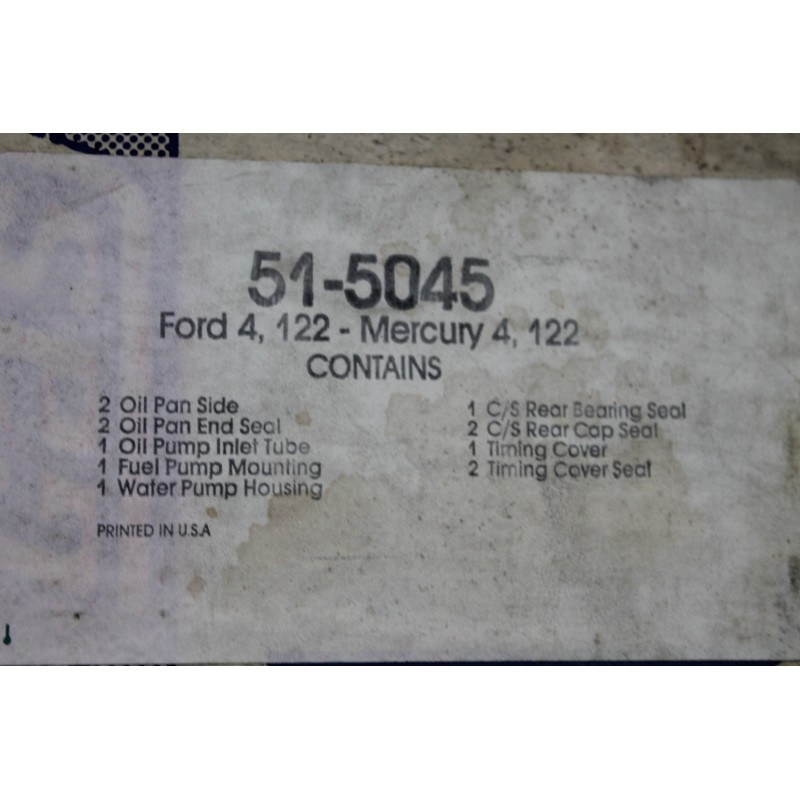 51-5045
Ford 4, 122 - Mercury 4, 122
CONTAINS
2 Oil Pan Side
2 Oil Pan End Seal
1 Oil Pump Inlet Tube
1 Fuel Pump Mounting
1 Water Pump Housing
1 C/S Rear Bearing Seal
2 C/S Rear Cap Seal
1 Timing Cover
2 Timing Cover Seal
PRINTED IN U.S.A